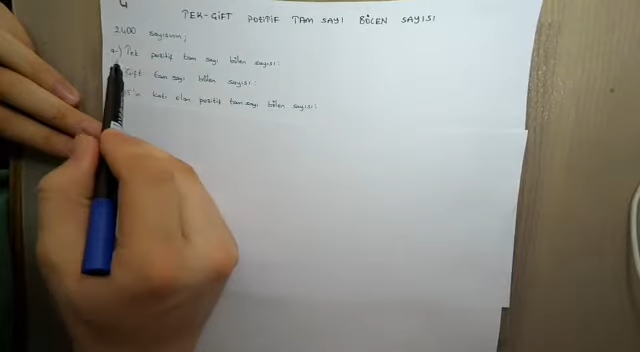 TEK-ÇİFT POZİTİF TAM SAYI BÖLEN SAYISI
2400 sayısının;
a-) Tek pozitif tam sayı bölen sayısı:
Çift tam sayı bölen sayısı:
15'in katı olan pozitif tam sayı bölen sayısı: